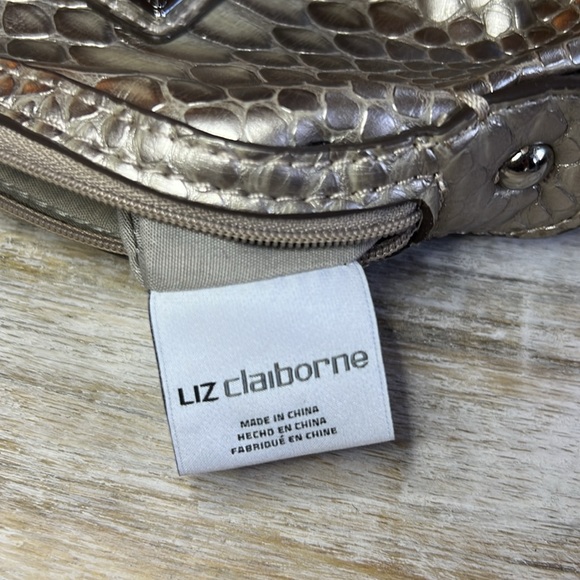 LIZ claiborne
MADE IN CHINA
HECHO EN CHINA
FABRIQUÉ EN CHINE